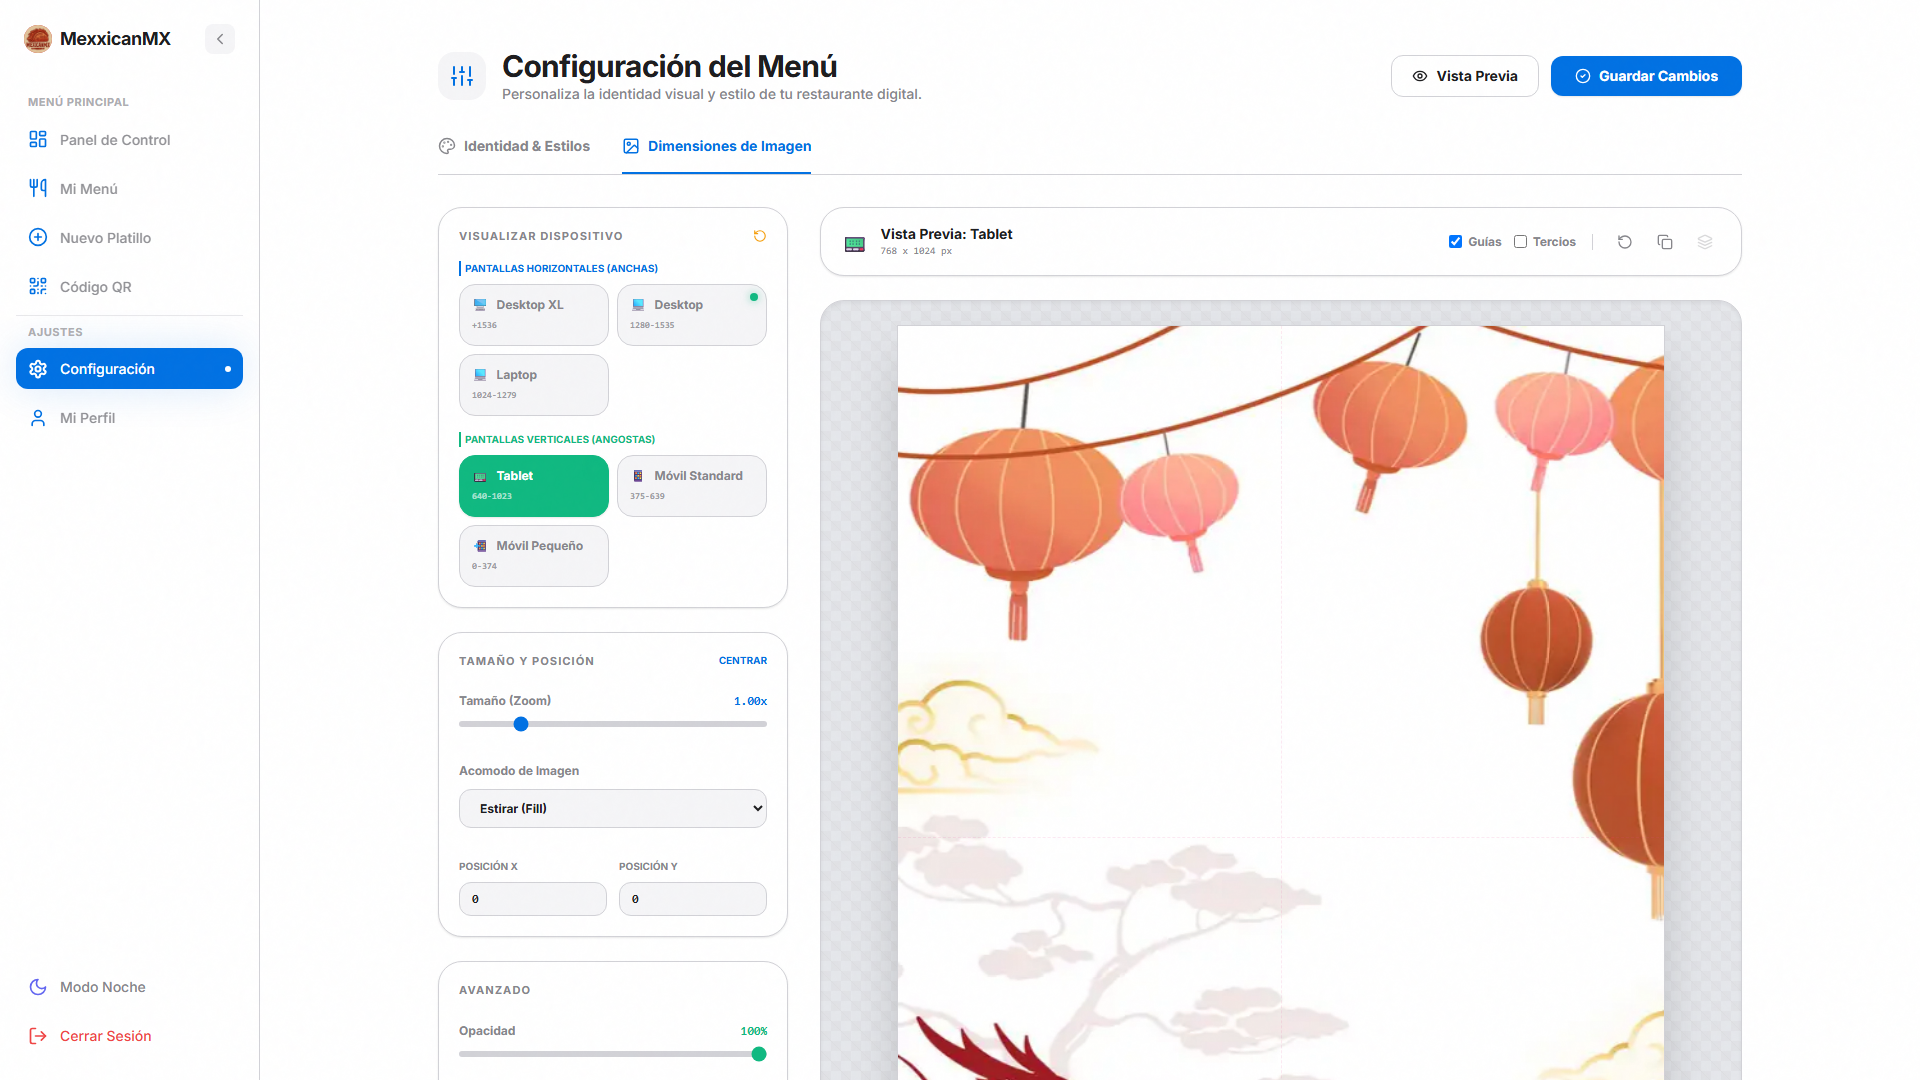 MexxicanMX
MENÚ PRINCIPAL
Panel de Control
Mi Menú
Nuevo Platillo
Código QR
AJUSTES
Configuración
Mi Perfil
Modo Noche
Cerrar Sesión
Configuración del Menú
Personaliza la identidad visual y estilo de tu restaurante digital.
Vista Previa
Guardar Cambios
Identidad & Estilos
Dimensiones de Imagen
VISUALIZAR DISPOSITIVO
PANTALLAS HORIZONTALES (ANCHAS)
Desktop XL
+1536
Desktop
1280-1535
Laptop
1024-1279
PANTALLAS VERTICALES (ANGOSTAS)
Tablet
640-1023
Móvil Standard
375-639
Móvil Pequeño
0-374
TAMAÑO Y POSICIÓN
CENTRAR
Tamaño (Zoom)
1.00x
Acomodo de Imagen
Estirar (Fill)
POSICIÓN X
POSICIÓN Y
0
0
AVANZADO
Opacidad
100%
Vista Previa: Tablet
768 x 1024 px
Guías
Tercios